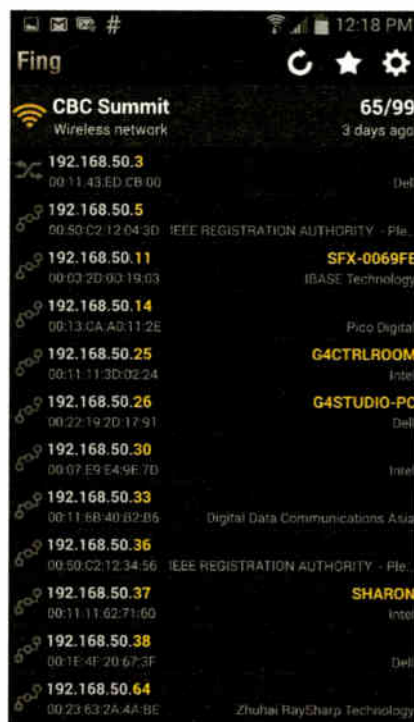 # 12:18 PM
Fing
CBC Summit 65/99
Wireless network 3 days ago
192.168.50.3
00:11:43:ED:CB:00 Dell
192.168.50.5
00:50:C2:12:04:3D IEEE REGISTRATION AUTHORITY - Ple..
192.168.50.11 SFX-0069FE
00:03:2D:00:19:03 IBASE Technology
192.168.50.14
00:13:CA:A0:11:2E Pico Digital
192.168.50.25 G4CTRLROOM
00:11:11:3D:02:24 Intel
192.168.50.26 G4STUDIO-PC
00:22:19:2D:17:91 Dell
192.168.50.30
00:07:E9:E4:9E:7D Intel
192.168.50.33
00:11:6B:40:B2:B6 Digital Data Communications Asia
192.168.50.36
00:50:C2:12:34:56 IEEE REGISTRATION AUTHORITY - Ple..
192.168.50.37 SHARON
00:11:11:62:71:60 Intel
192.168.50.38
00:1E:4F:20:67:3F Dell
192.168.50.64
00:23:63:2A:4A:BE Zhuhai RaySharp Technology